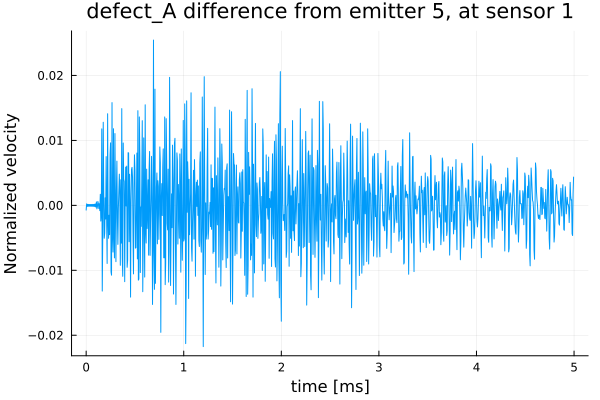 defect_A difference from emitter 5, at sensor 1
Normalized velocity
0.02
0.01
0.00
−0.01
−0.02
0 1 2 3 4 5
time [ms]